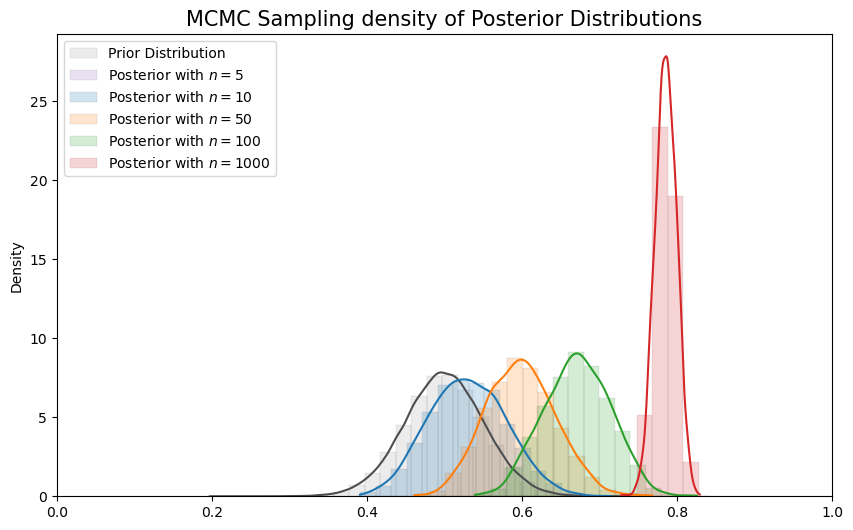 MCMC Sampling density of Posterior Distributions
Prior Distribution
Posterior with n = 5
Posterior with n = 10
Posterior with n = 50
Posterior with n = 100
Posterior with n = 1000
Density
25
20
15
10
5
0
0.0 0.2 0.4 0.6 0.8 1.0